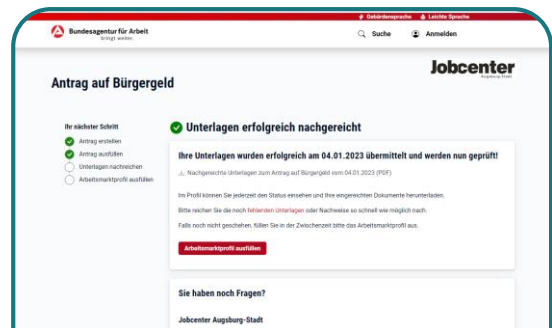 Gebärdensprache Leichte Sprache
Bundesagentur für Arbeit
bringt weiter.
Suche Anmelden
Jobcenter
Augsburg-Stadt
Antrag auf Bürgergeld
Ihr nächster Schritt
Antrag erstellen
Antrag ausfüllen
Unterlagen nachreichen
Arbeitsmarktprofil ausfüllen
Unterlagen erfolgreich nachgereicht
Ihre Unterlagen wurden erfolgreich am 04.01.2023 übermittelt und werden nun geprüft!
Nachgereichte Unterlagen zum Antrag auf Bürgergeld vom 04.01.2023 (PDF)
Im Profil können Sie jederzeit den Status einsehen und Ihre eingereichten Dokumente herunterladen.
Bitte reichen Sie die noch fehlenden Unterlagen oder Nachweise so schnell wie möglich nach.
Falls noch nicht geschehen, füllen Sie in der Zwischenzeit bitte das Arbeitsmarktprofil aus.
Arbeitsmarktprofil ausfüllen
Sie haben noch Fragen?
Jobcenter Augsburg-Stadt